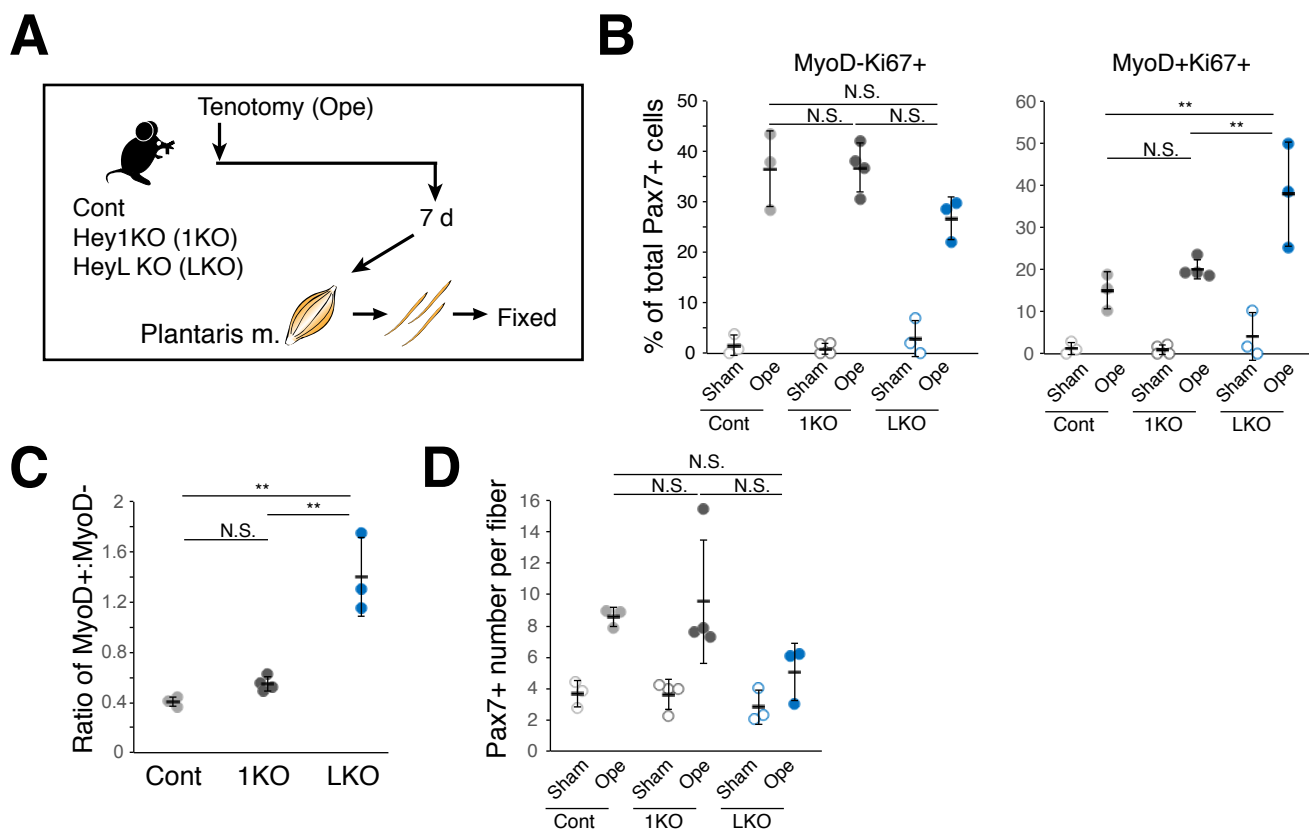 A
Tenotomy (Ope)
Cont
Hey1KO (1KO)
HeyL KO (LKO)
7 d
Plantaris m.
Fixed
B
MyoD-Ki67+
% of total Pax7+ cells
50
40
30
20
10
0
N.S.
N.S.
N.S.
Sham
Ope
Sham
Ope
Sham
Ope
Cont
1KO
LKO
MyoD+Ki67+
60
50
40
30
20
10
0
**
**
N.S.
Sham
Ope
Sham
Ope
Sham
Ope
Cont
1KO
LKO
C
Ratio of MyoD+:MyoD-
2
1.6
1.2
0.8
0.4
0
**
**
N.S.
Cont
1KO
LKO
D
Pax7+ number per fiber
16
14
12
10
8
6
4
2
0
N.S.
N.S.
N.S.
Sham
Ope
Sham
Ope
Sham
Ope
Cont
1KO
LKO